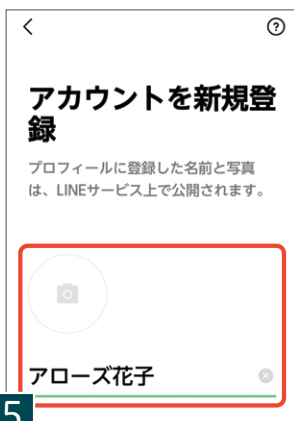 アカウントを新規登
録
プロフィールに登録した名前と写真
は、LINEサービス上で公開されます。
アローズ花子
5